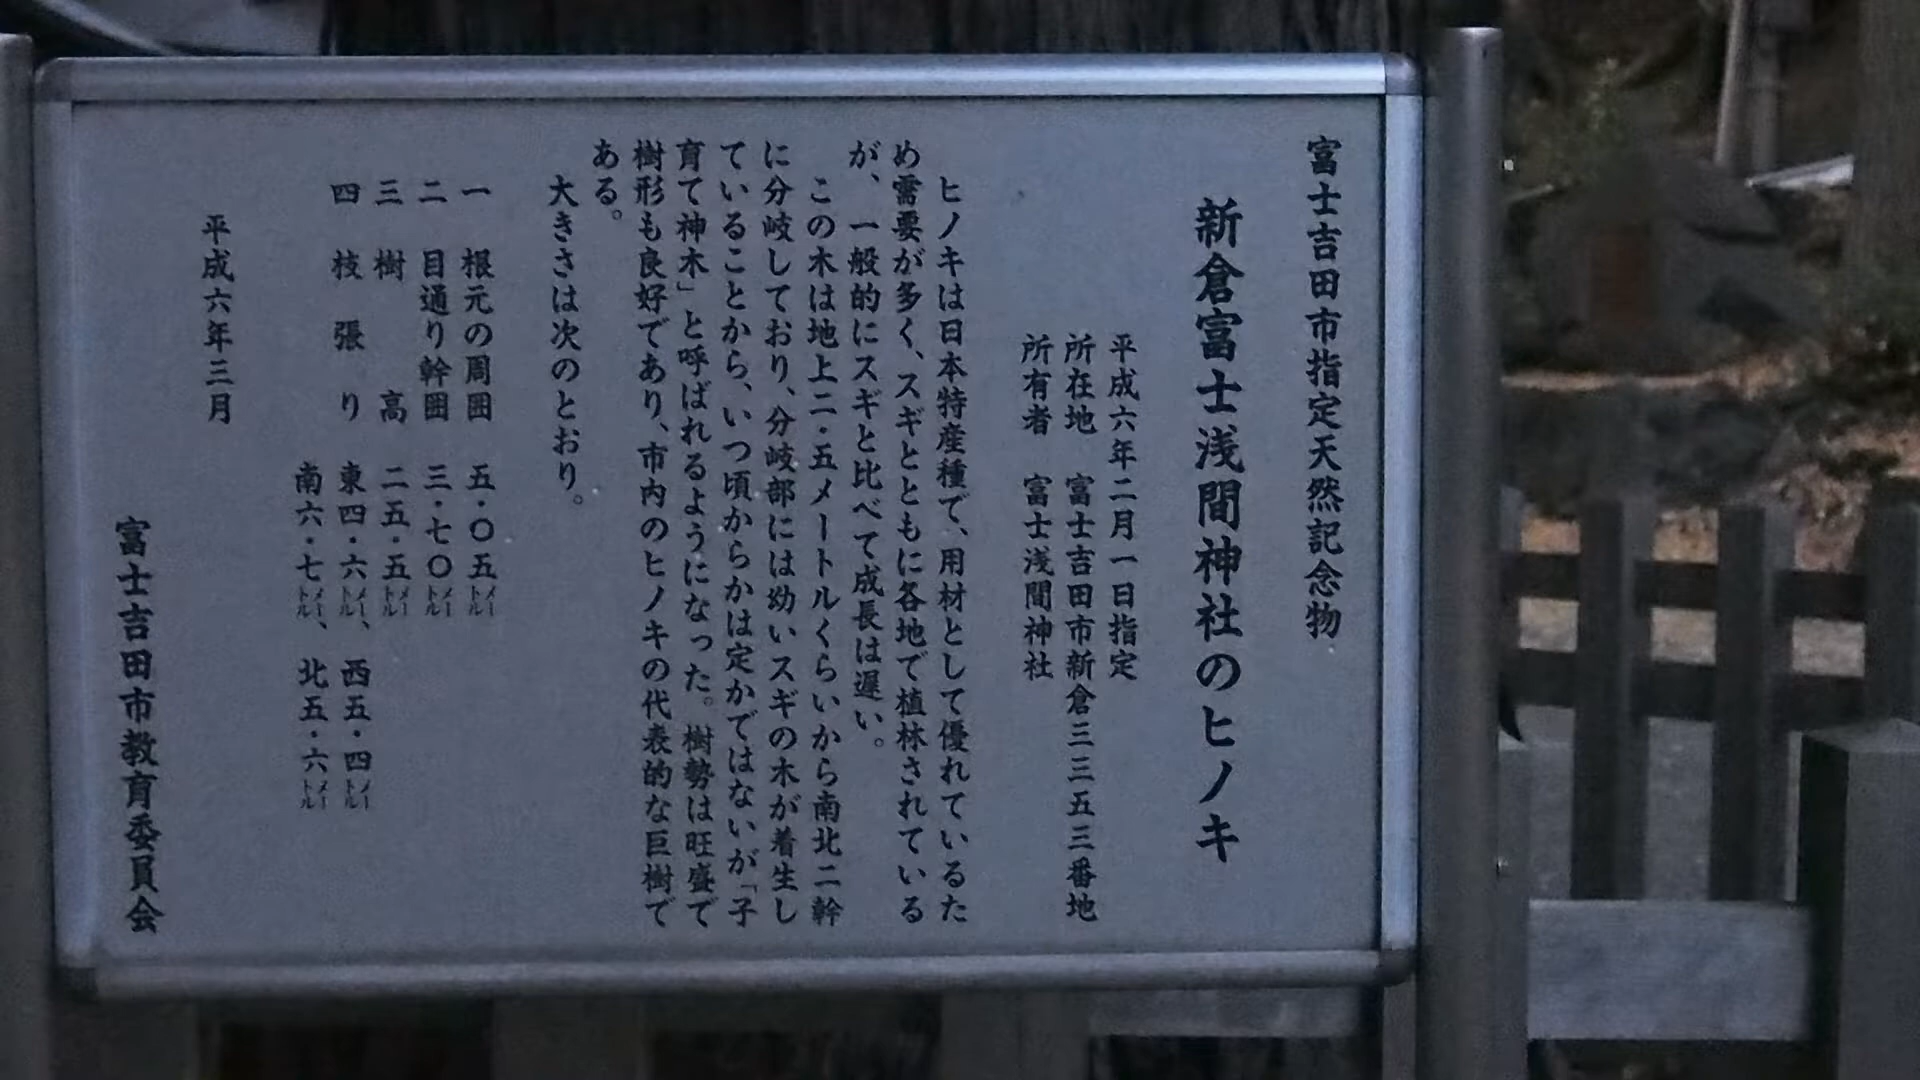 富士吉田市指定天然記念物
新倉富士浅間神社のヒノキ
平成六年二月一日指定
所在地　富士吉田市新倉三三五三番地
所有者　富士浅間神社
ヒノキは日本特産種で、用材として優れているた
め需要が多く、スギとともに各地で植林されている
が、一般的にスギと比べて成長は遅い。
この木は地上二・五メートルくらいから南北二幹
に分岐しており、分岐部には幼いスギの木が着生し
ていることから、いつ頃からかは定かではないが「子
育て神木」と呼ばれるようになった。樹勢は旺盛で
樹形も良好であり、市内のヒノキの代表的な巨樹で
ある。
大きさは次のとおり。
一　根元の周囲　五・〇五メートル
二　目通り幹囲　三・七〇メートル
三　樹　高　二五・五メートル
四　枝張り　東四・六メートル、西五・四メートル
南六・七メートル、北五・六メートル
平成六年三月
富士吉田市教育委員会